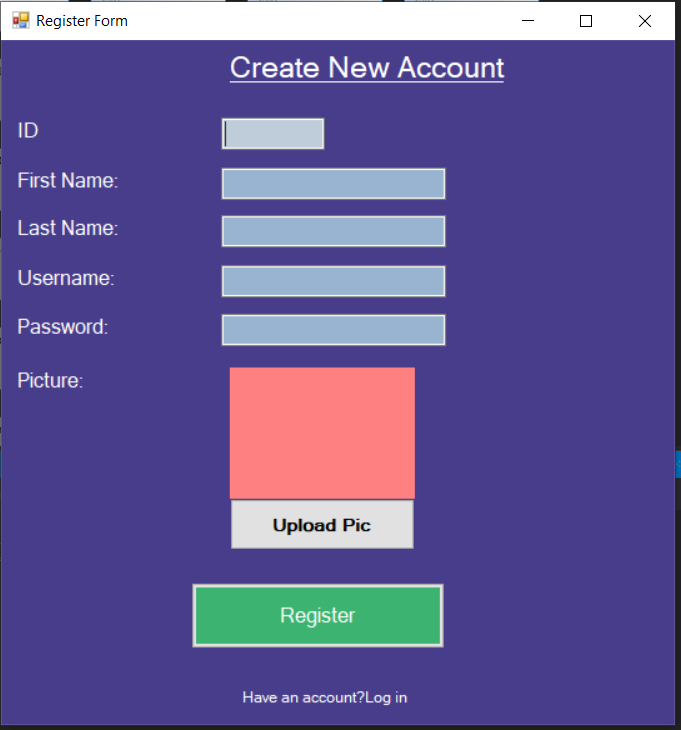 Register Form
Create New Account
ID
First Name:
Last Name:
Username:
Password:
Picture:
Upload Pic
Register
Have an account?Log in